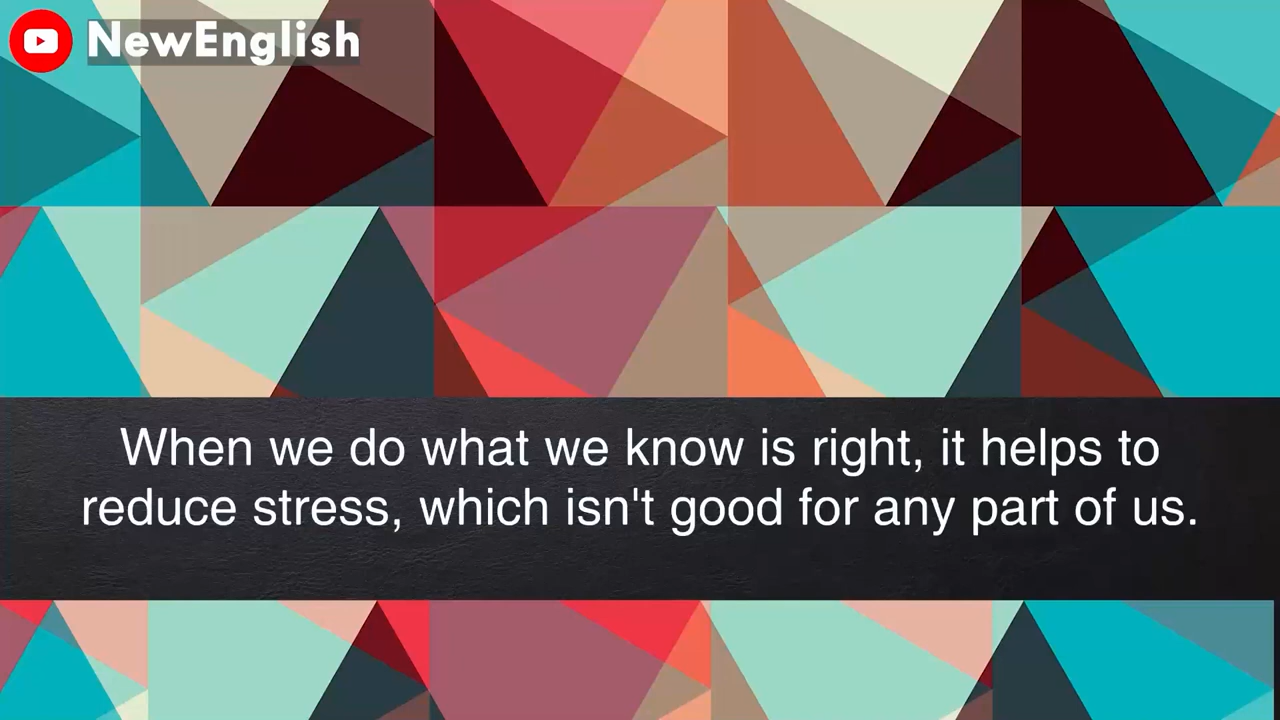 NewEnglish
When we do what we know is right, it helps to
reduce stress, which isn't good for any part of us.